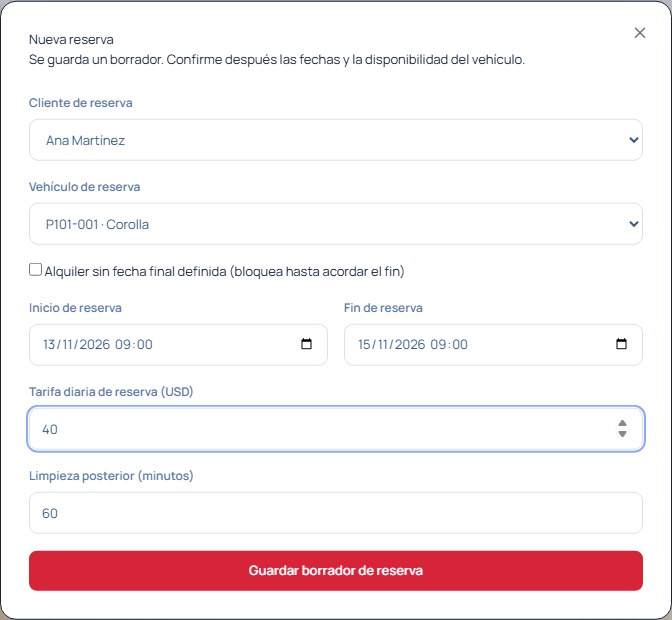 Nueva reserva
Se guarda un borrador. Confirme después las fechas y la disponibilidad del vehículo.
Cliente de reserva
Ana Martínez
Vehículo de reserva
P101-001 · Corolla
Alquiler sin fecha final definida (bloquea hasta acordar el fin)
Inicio de reserva
13/11/2026 09:00
Fin de reserva
15/11/2026 09:00
Tarifa diaria de reserva (USD)
40
Limpieza posterior (minutos)
60
Guardar borrador de reserva